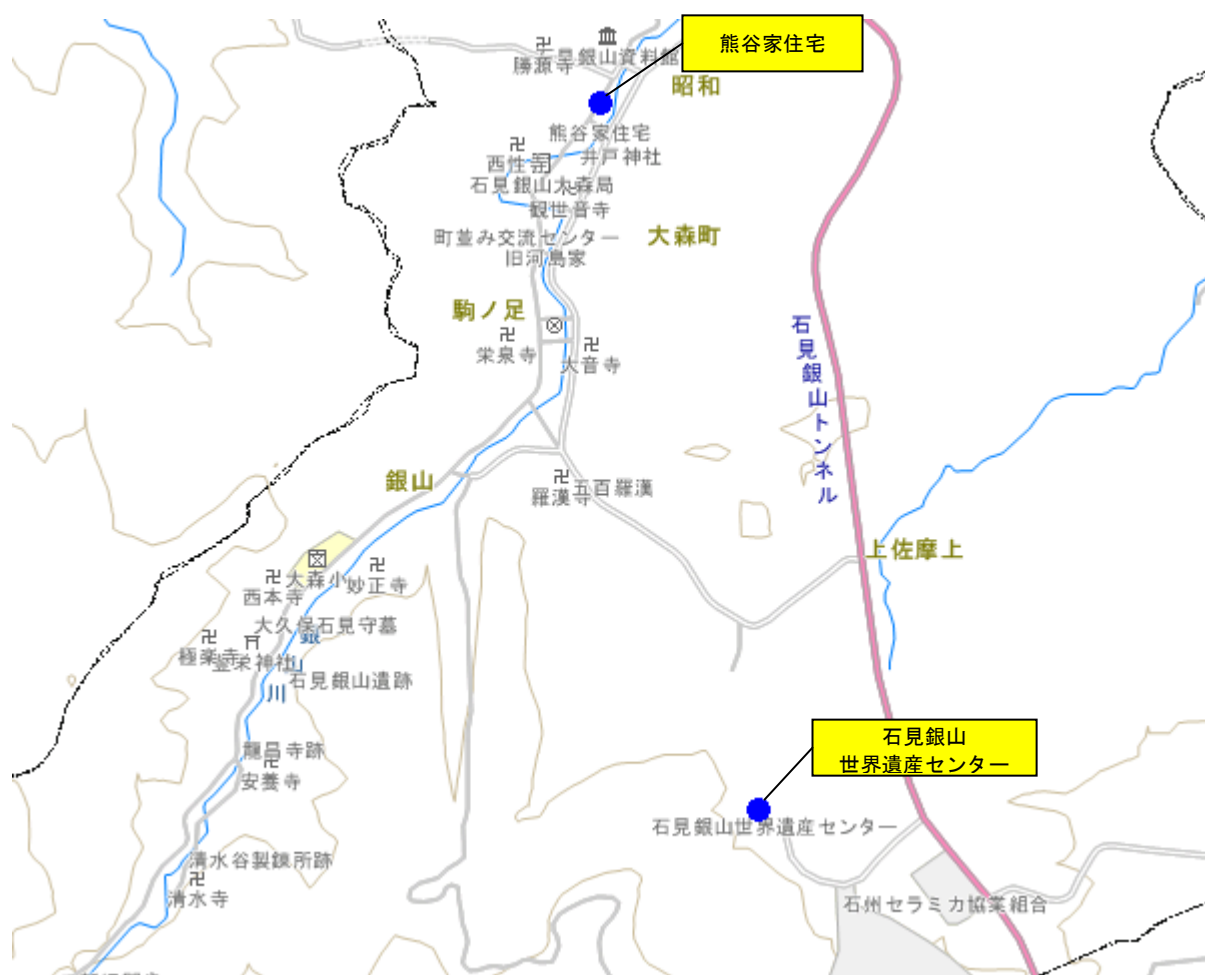 熊谷家住宅
見銀山資料館
勝源寺
昭和
熊谷家住宅
井戸神社
西性寺
石見銀山大森局
観世音寺
大森町
町並み交流センター
旧河島家
駒ノ足
栄泉寺
大音寺
石見銀山トンネル
銀山
羅漢寺
五百羅漢
上佐摩上
大森小
妙正寺
西本寺
大久保石見守墓
極楽寺
豊栄神社
銀山川
石見銀山遺跡
龍昌寺跡
安養寺
石見銀山
世界遺産センター
石見銀山世界遺産センター
清水谷製錬所跡
清水寺
石州セラミカ協業組合